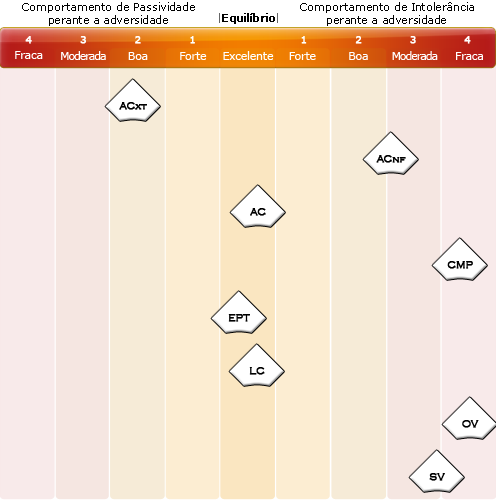 Comportamento de Passividade
perante a adversidade
|Equilíbrio|
Comportamento de Intolerância
perante a adversidade
4 3 2 1 1 2 3 4
Fraca Moderada Boa Forte Excelente Forte Boa Moderada Fraca
ACXT
ACNF
AC
CMP
EPT
LC
OV
SV